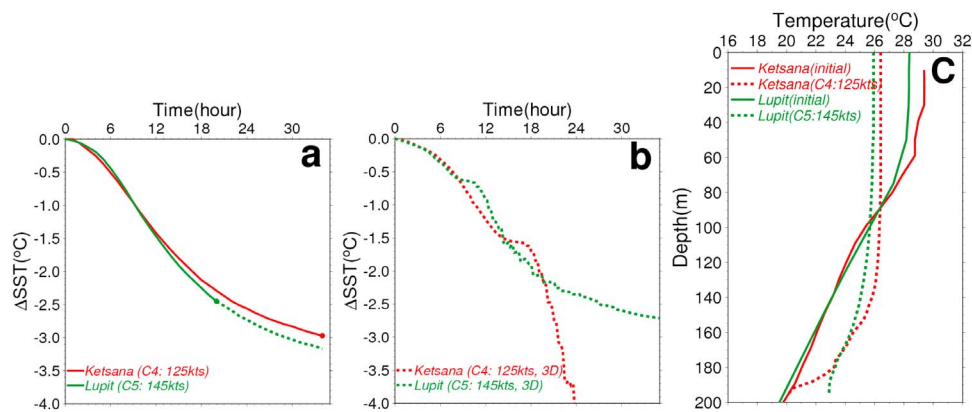 Time(hour)
0 6 12 18 24 30
0.0
-0.5
-1.0
-1.5
-2.0
-2.5
-3.0
-3.5
-4.0
ΔSST(ºC)
a
Ketsana (C4: 125kts)
Lupit (C5: 145kts)
Time(hour)
0 6 12 18 24 30
0.0
-0.5
-1.0
-1.5
-2.0
-2.5
-3.0
-3.5
-4.0
ΔSST(ºC)
b
Ketsana (C4: 125kts, 3D)
Lupit (C5: 145kts, 3D)
Temperature(ºC)
16 18 20 22 24 26 28 30 32
0
20
40
60
80
100
120
140
160
180
200
Depth(m)
C
Ketsana(initial)
Ketsana(C4:125kts)
Lupit(initial)
Lupit(C5:145kts)